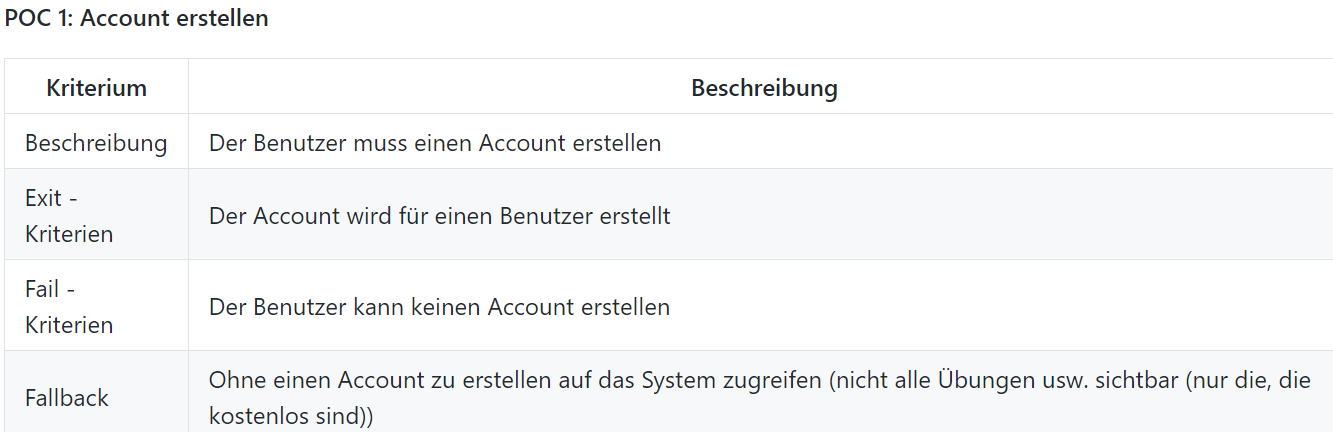 POC 1: Account erstellen
Kriterium Beschreibung
Beschreibung Der Benutzer muss einen Account erstellen
Exit -
Kriterien
Der Account wird für einen Benutzer erstellt
Fail -
Kriterien
Der Benutzer kann keinen Account erstellen
Fallback
Ohne einen Account zu erstellen auf das System zugreifen (nicht alle Übungen usw. sichtbar (nur die, die
kostenlos sind))